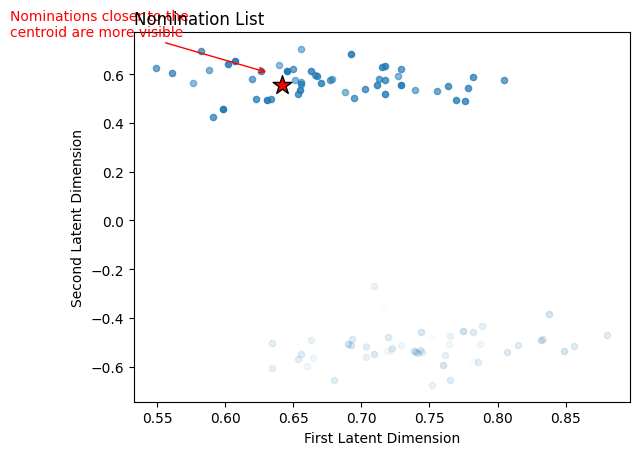 Nomination List
Nominations closer to the
centroid are more visible
0.6
0.4
0.2
0.0
−0.2
−0.4
−0.6
Second Latent Dimension
0.55 0.60 0.65 0.70 0.75 0.80 0.85
First Latent Dimension